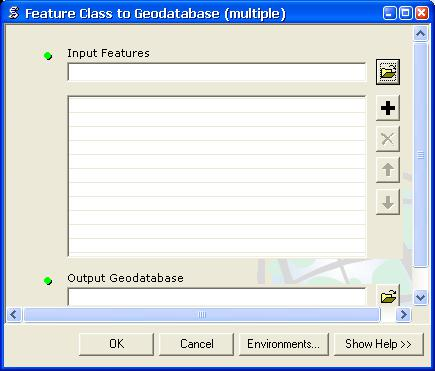 Feature Class to Geodatabase (multiple)
Input Features
Output Geodatabase
OK Cancel Environments... Show Help >>